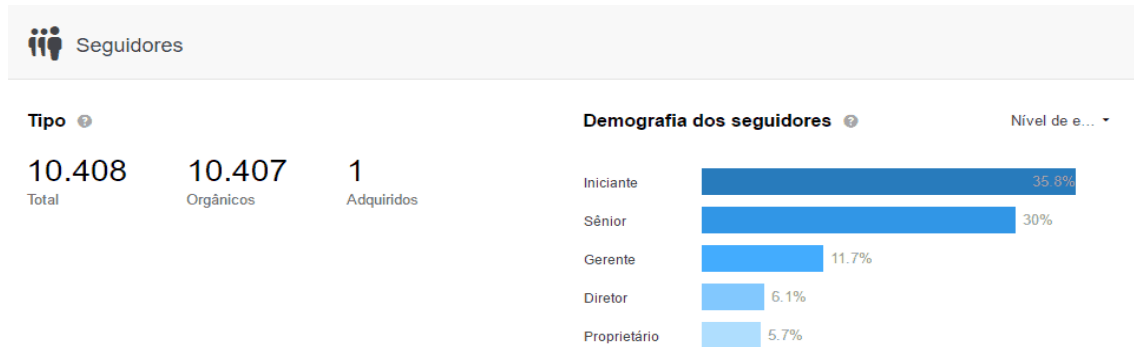 Seguidores
Tipo ?
10.408 10.407 1
Total Orgânicos Adquiridos
Demografia dos seguidores ? Nível de e...
Iniciante 35.8%
Sênior 30%
Gerente 11.7%
Diretor 6.1%
Proprietário 5.7%